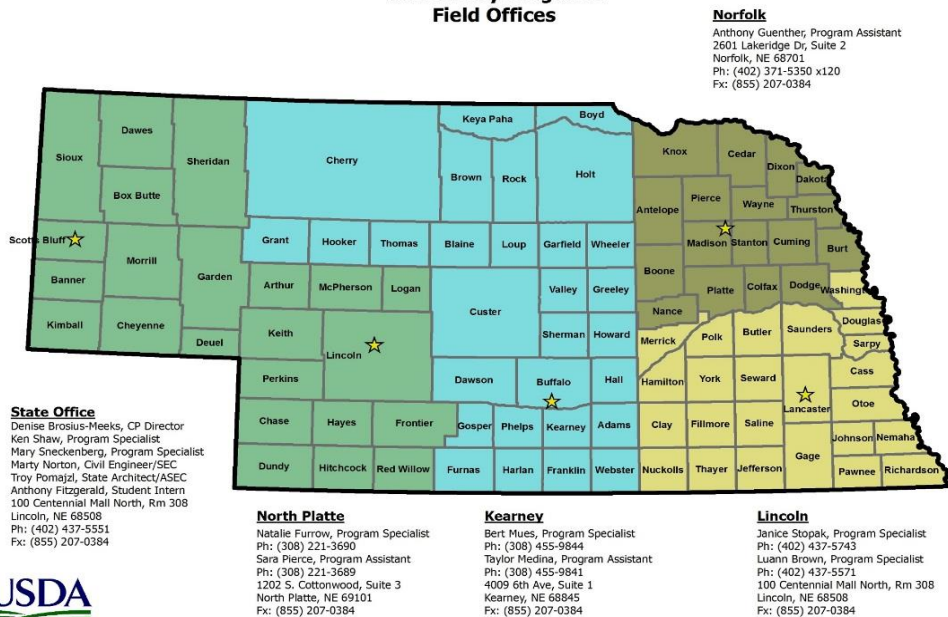 Field Offices
Norfolk
Anthony Guenther, Program Assistant
2601 Lakeridge Dr, Suite 2
Norfolk, NE 68701
Ph: (402) 371-5350 x120
Fx: (855) 207-0384
Sioux
Dawes
Sheridan
Box Butte
Cherry
Keya Paha
Boyd
Brown
Rock
Holt
Knox
Cedar
Dixon
Dakota
Antelope
Pierce
Wayne
Thurston
Scotts Bluff
Morrill
Garden
Banner
Kimball
Cheyenne
Deuel
Grant
Hooker
Thomas
Blaine
Loup
Garfield
Wheeler
Madison
Stanton
Cuming
Burt
Boone
Platte
Colfax
Dodge
Washington
Nance
Arthur
McPherson
Logan
Custer
Valley
Greeley
Keith
Lincoln
Sherman
Howard
Merrick
Polk
Butler
Saunders
Douglas
Sarpy
Perkins
Dawson
Buffalo
Hall
Hamilton
York
Seward
Lancaster
Cass
Otoe
Chase
Hayes
Frontier
Gosper
Phelps
Kearney
Adams
Clay
Fillmore
Saline
Gage
Johnson
Nemaha
Dundy
Hitchcock
Red Willow
Furnas
Harlan
Franklin
Webster
Nuckolls
Thayer
Jefferson
Pawnee
Richardson
State Office
Denise Brosius-Meeks, CP Director
Ken Shaw, Program Specialist
Mary Sneckenberg, Program Specialist
Marty Norton, Civil Engineer/SEC
Troy Pomajzl, State Architect/ASEC
Anthony Fitzgerald, Student Intern
100 Centennial Mall North, Rm 308
Lincoln, NE 68508
Ph: (402) 437-5551
Fx: (855) 207-0384
North Platte
Natalie Furrow, Program Specialist
Ph: (308) 221-3690
Sara Pierce, Program Assistant
Ph: (308) 221-3689
1202 S. Cottonwood, Suite 3
North Platte, NE 69101
Fx: (855) 207-0384
Kearney
Bert Mues, Program Specialist
Ph: (308) 455-9844
Taylor Medina, Program Assistant
Ph: (308) 455-9841
4009 6th Ave, Suite 1
Kearney, NE 68845
Fx: (855) 207-0384
Lincoln
Janice Stopak, Program Specialist
Ph: (402) 437-5743
Luann Brown, Program Specialist
Ph: (402) 437-5571
100 Centennial Mall North, Rm 308
Lincoln, NE 68508
Fx: (855) 207-0384
USDA